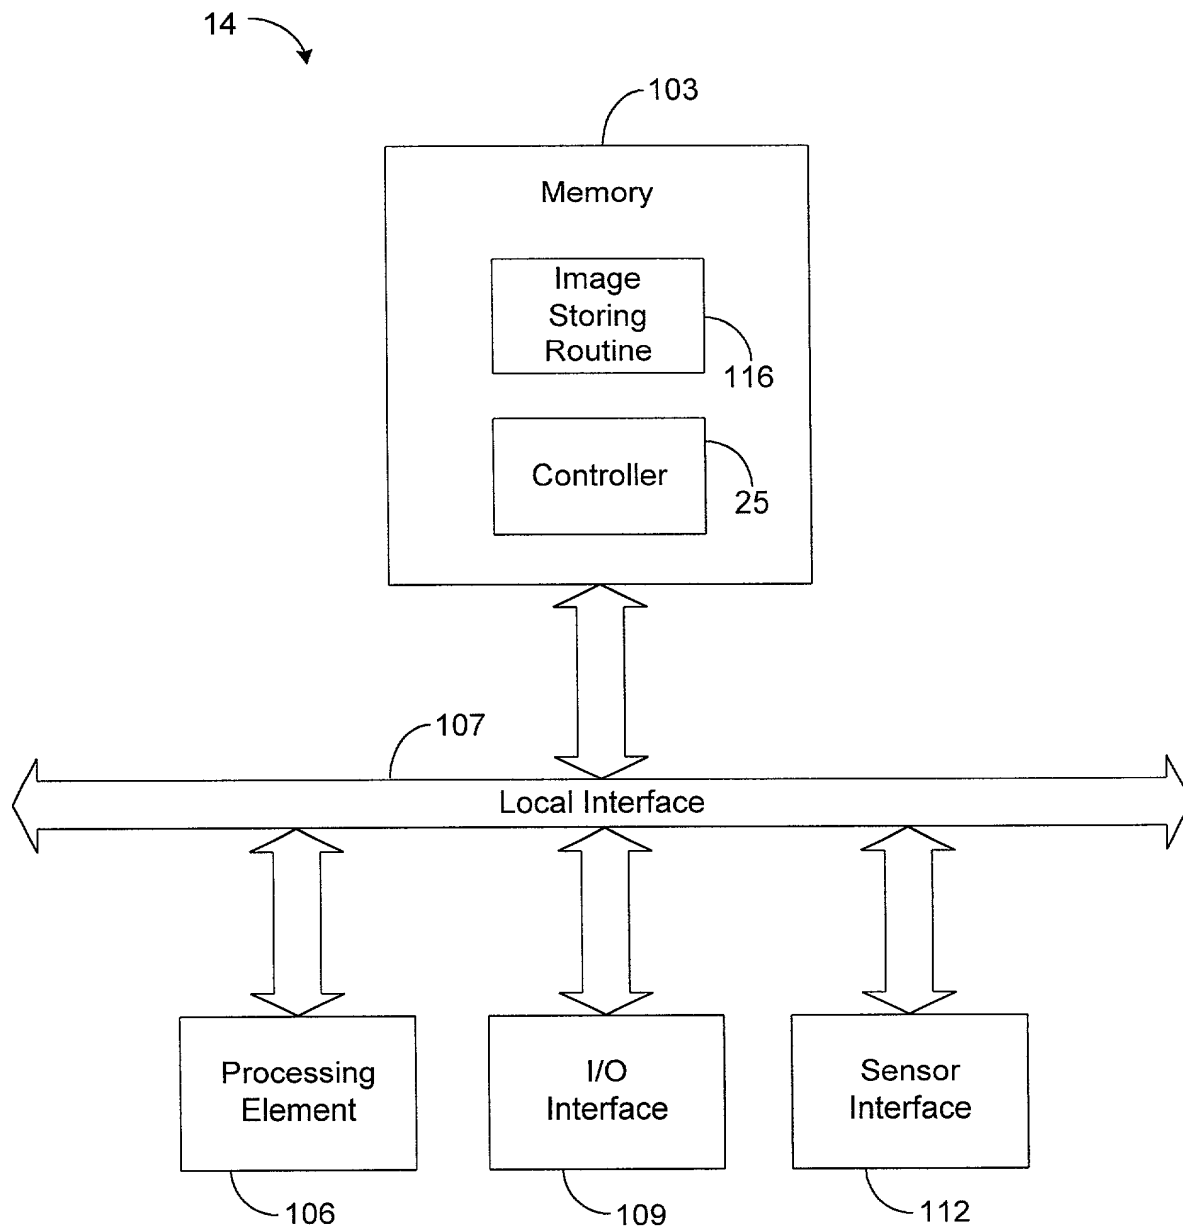 14
103
Memory
Image
Storing
Routine
116
Controller
25
107
Local Interface
Processing
Element
I/O
Interface
Sensor
Interface
106
109
112